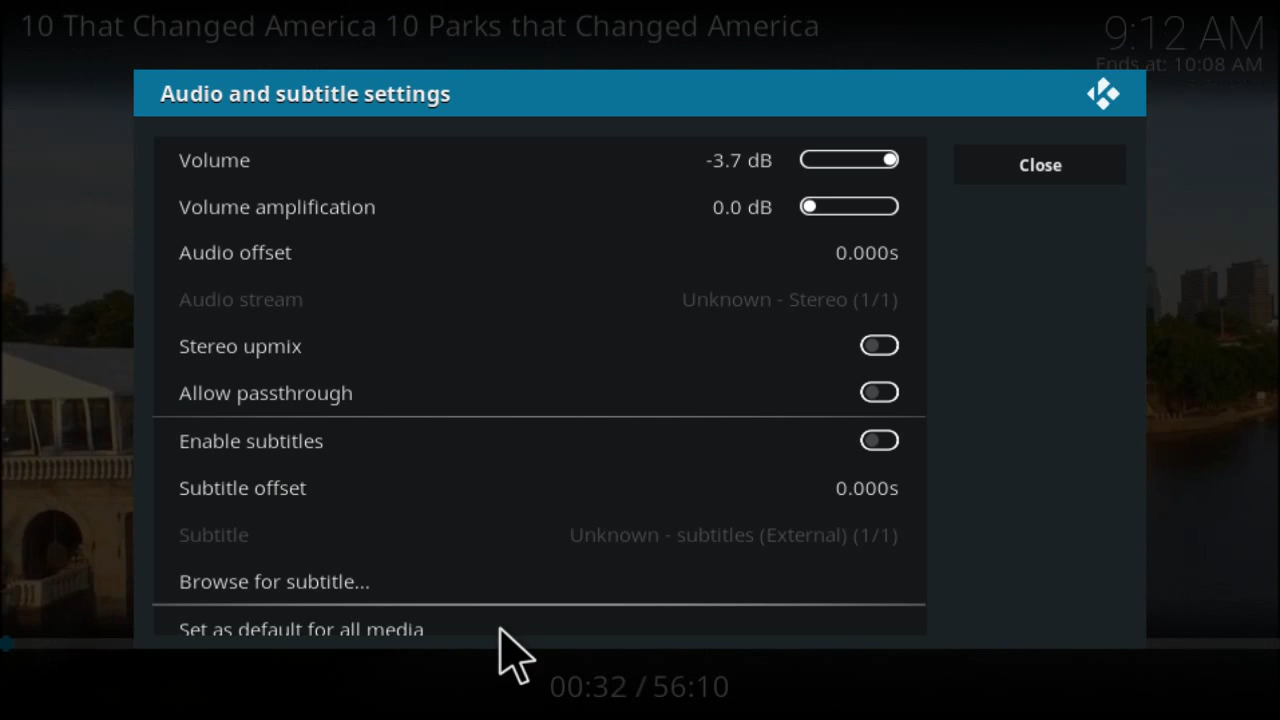 10 That Changed America 10 Parks that Changed America
9:12 AM
Ends at: 10:08 AM
Audio and subtitle settings
Volume -3.7 dB
Close
Volume amplification 0.0 dB
Audio offset 0.000s
Audio stream Unknown - Stereo (1/1)
Stereo upmix
Allow passthrough
Enable subtitles
Subtitle offset 0.000s
Subtitle Unknown - subtitles (External) (1/1)
Browse for subtitle...
Set as default for all media
00:32 / 56:10